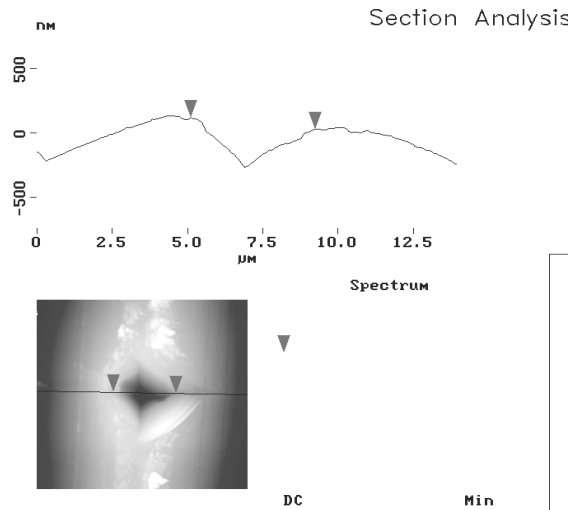 Section Analysis
nM
500
0
-500
0 2.5 5.0 7.5 10.0 12.5
µM
Spectrum
DC Min